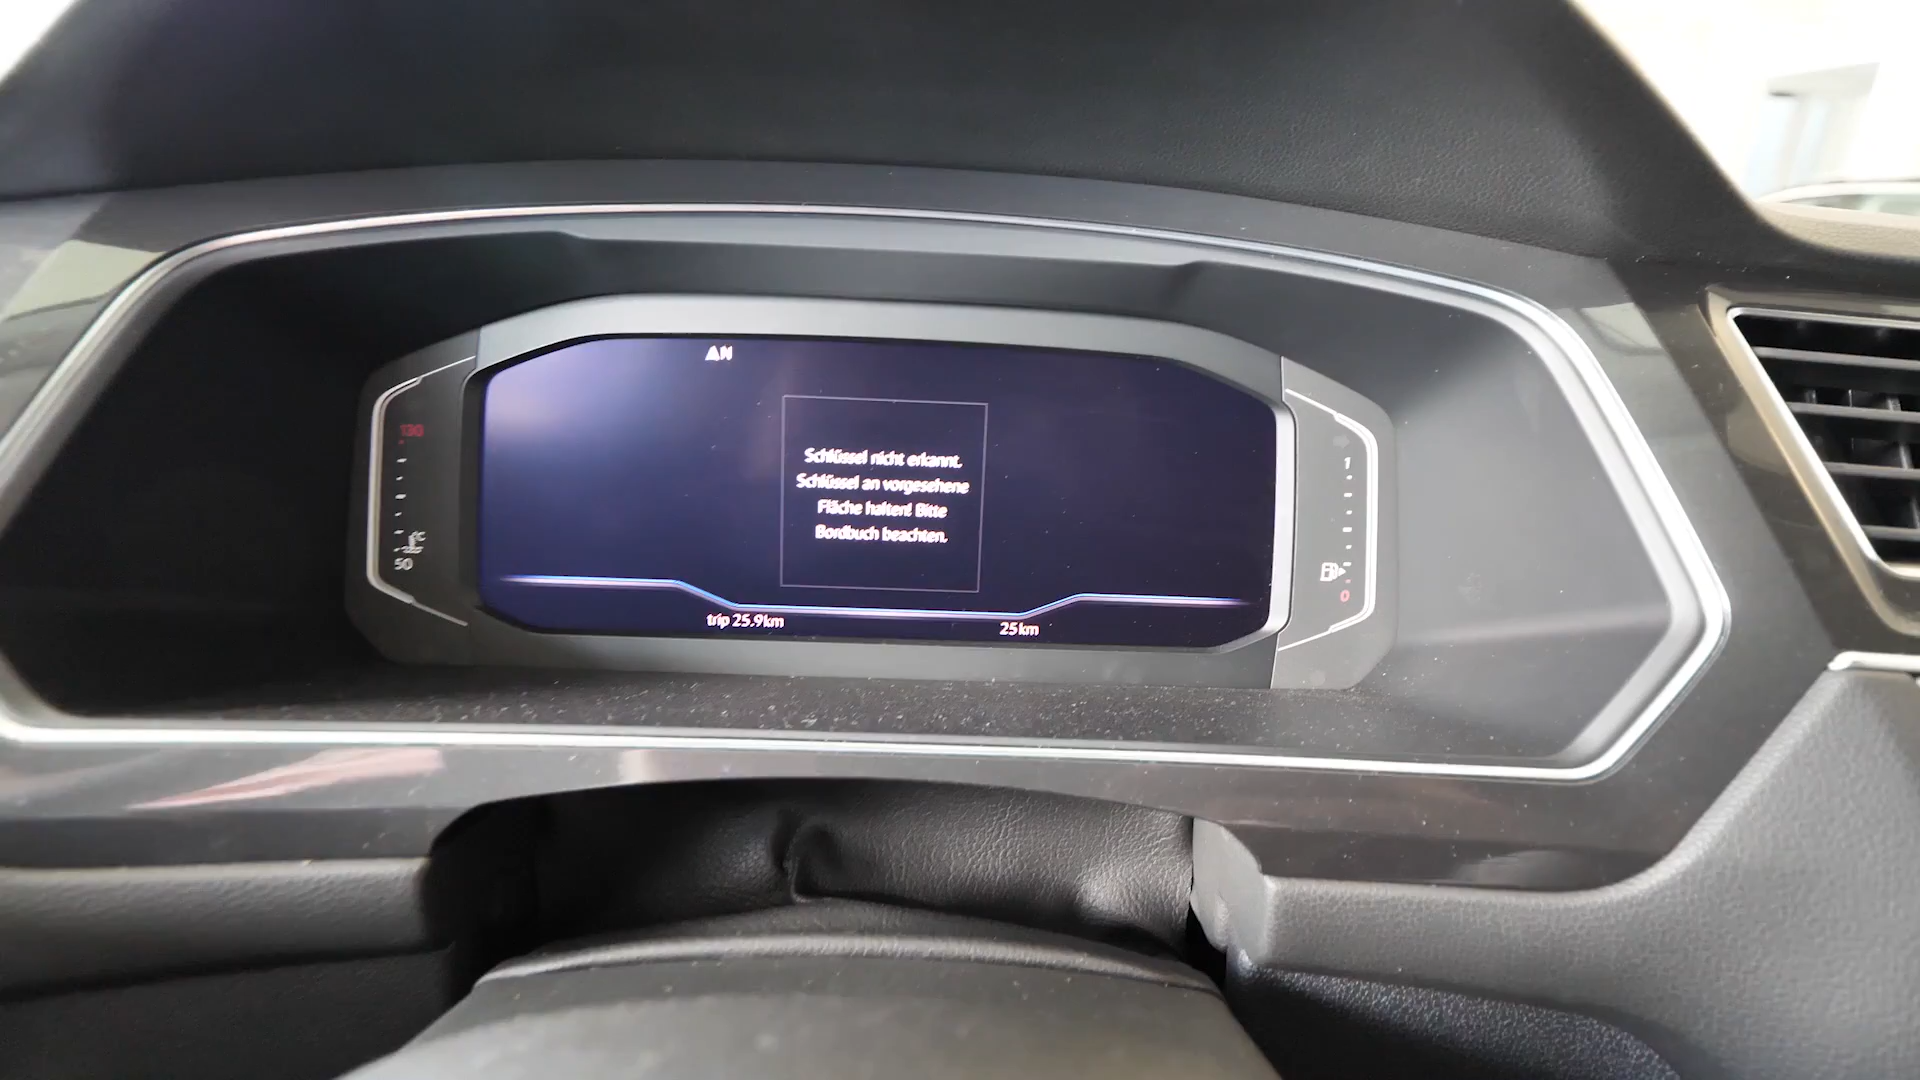 N
130
1
Schlüssel nicht erkannt.
Schlüssel an vorgesehene
Fläche halten! Bitte
Bordbuch beachten.
°C
50
0
trip 25.9km
25km